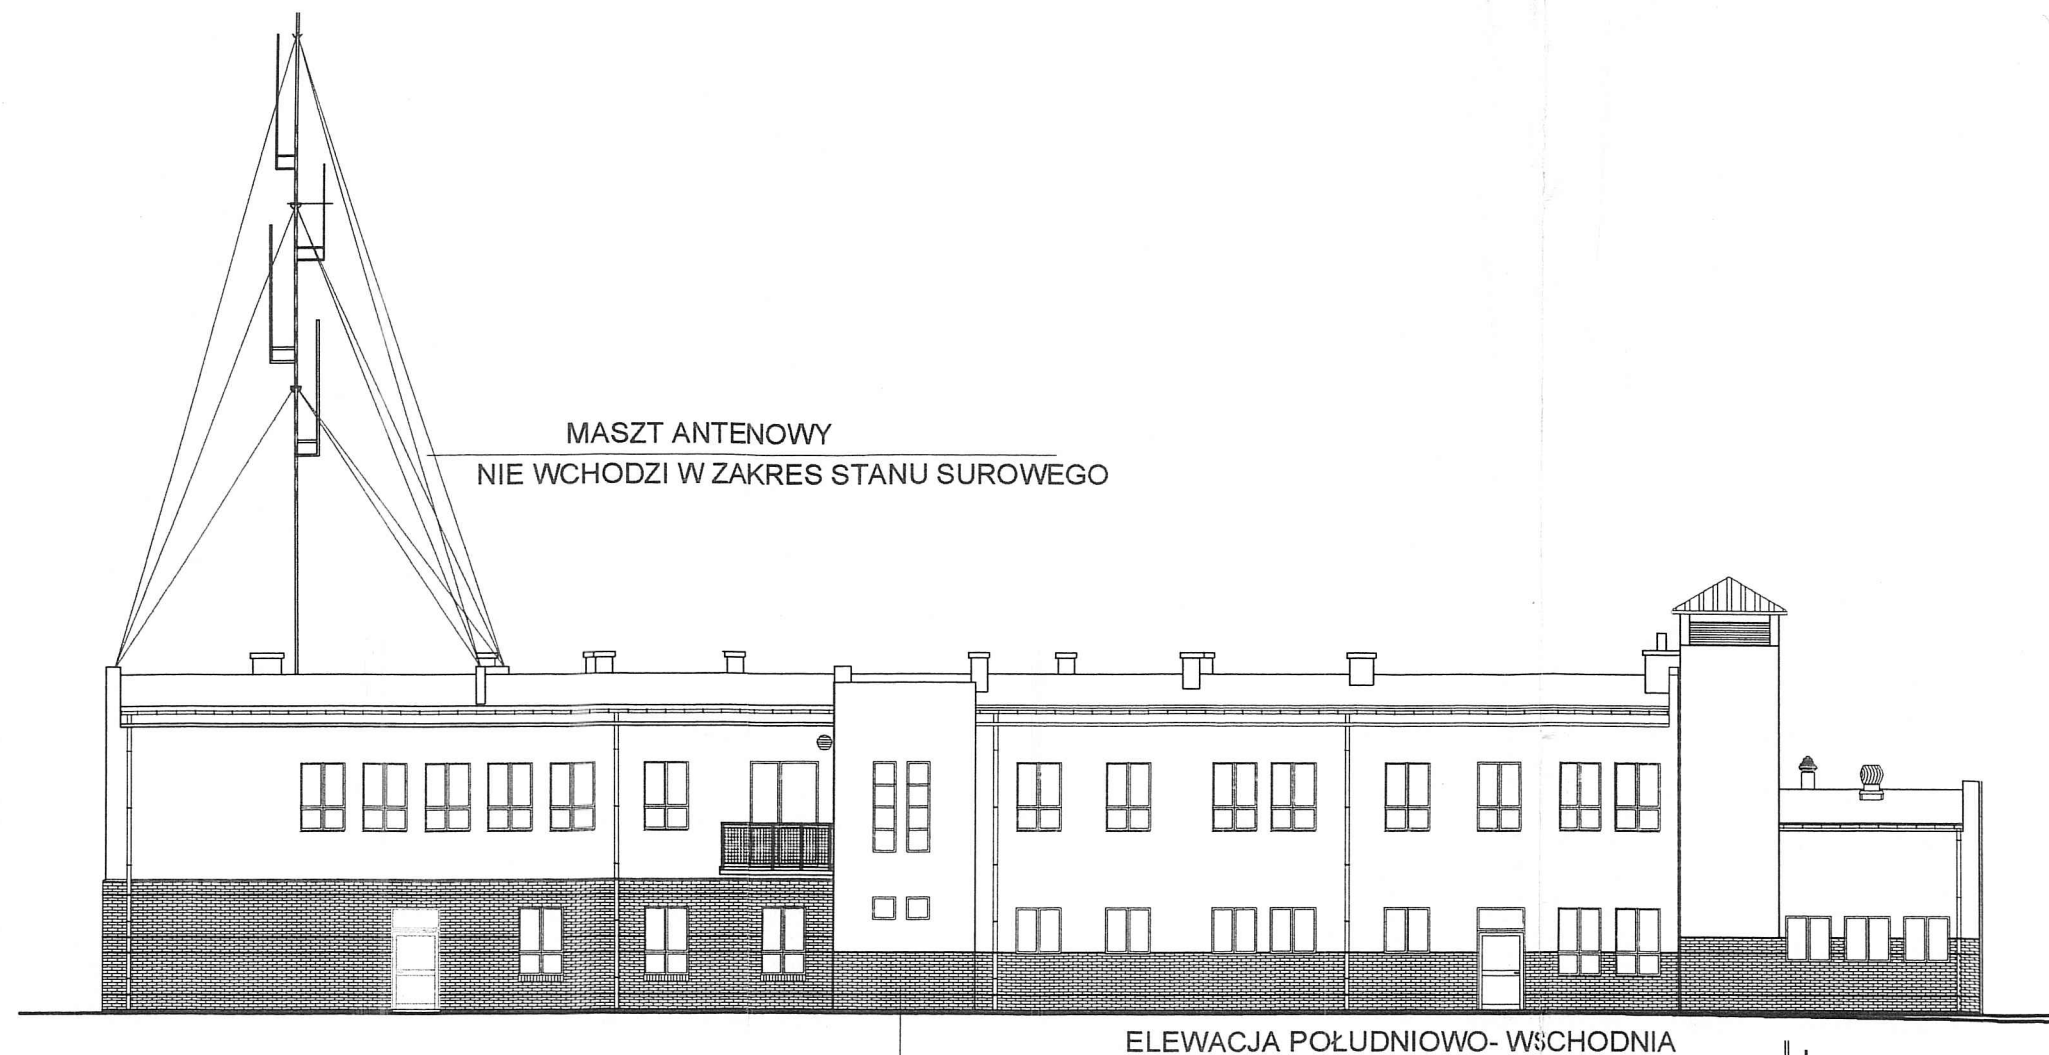 MASZT ANTENOWY
NIE WCHODZI W ZAKRES STANU SUROWEGO
ELEWACJA POŁUDNIOWO- WSCHODNIA